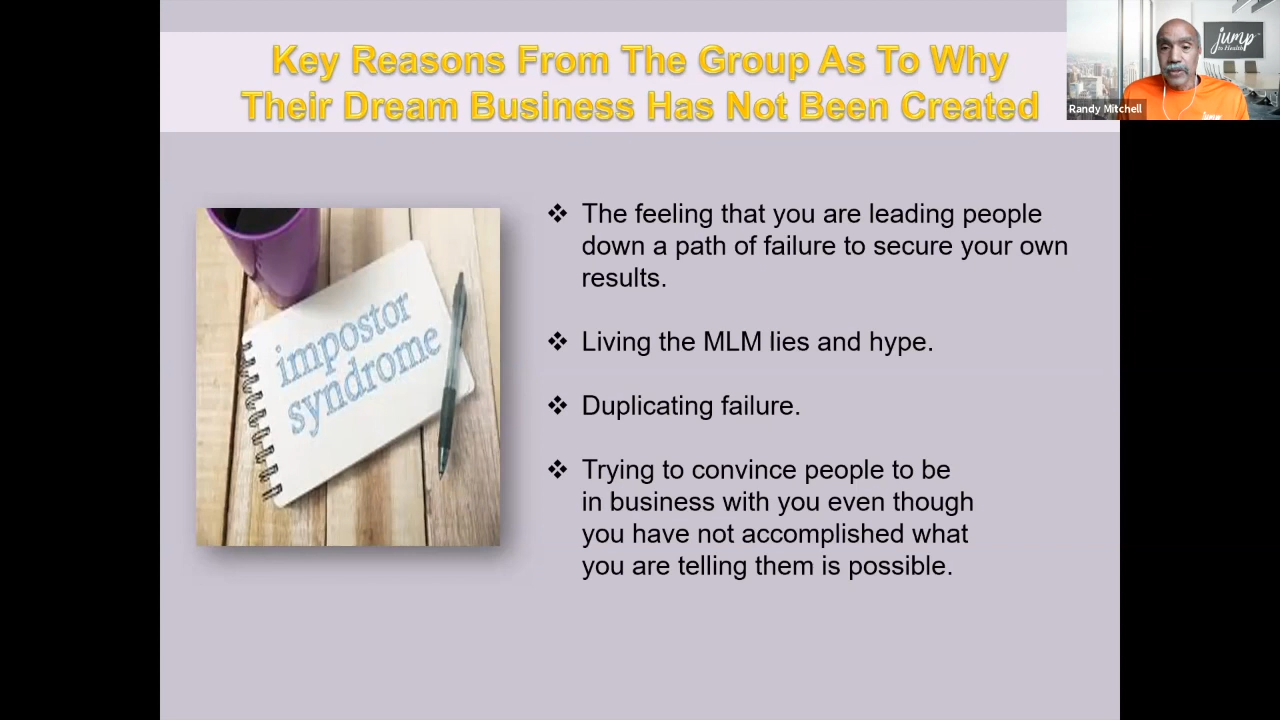 Key Reasons From The Group As To Why
Their Dream Business Has Not Been Created
jump
to Health
Randy Mitchell
impostor
syndrome
❖ The feeling that you are leading people
down a path of failure to secure your own
results.
❖ Living the MLM lies and hype.
❖ Duplicating failure.
❖ Trying to convince people to be
in business with you even though
you have not accomplished what
you are telling them is possible.